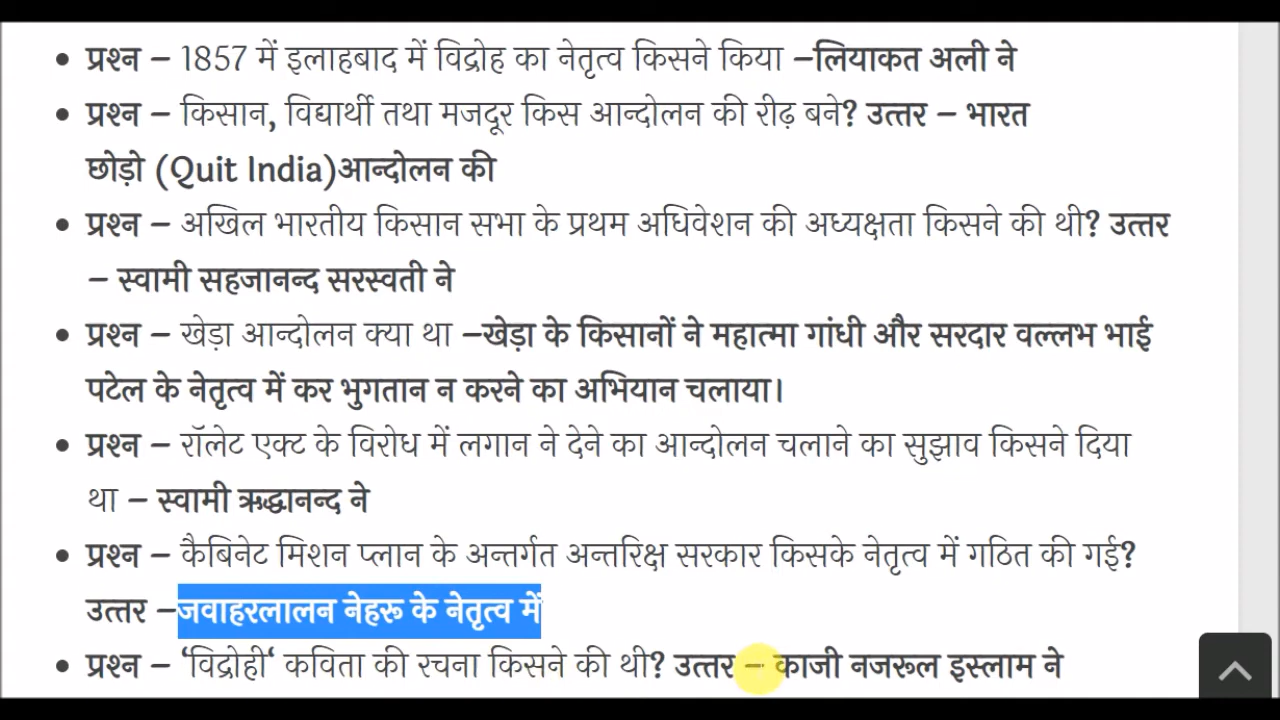 • प्रश्न – 1857 में इलाहबाद में विद्रोह का नेतृत्व किसने किया –लियाकत अली ने
• प्रश्न – किसान, विद्यार्थी तथा मजदूर किस आन्दोलन की रीढ़ बने? उत्तर – भारत
छोड़ो (Quit India)आन्दोलन की
• प्रश्न – अखिल भारतीय किसान सभा के प्रथम अधिवेशन की अध्यक्षता किसने की थी? उत्तर
– स्वामी सहजानन्द सरस्वती ने
• प्रश्न – खेड़ा आन्दोलन क्या था –खेड़ा के किसानों ने महात्मा गांधी और सरदार वल्लभ भाई
पटेल के नेतृत्व में कर भुगतान न करने का अभियान चलाया।
• प्रश्न – रॉलेट एक्ट के विरोध में लगान ने देने का आन्दोलन चलाने का सुझाव किसने दिया
था – स्वामी ऋद्धानन्द ने
• प्रश्न – कैबिनेट मिशन प्लान के अन्तर्गत अन्तरिक्ष सरकार किसके नेतृत्व में गठित की गई?
उत्तर –जवाहरलालन नेहरू के नेतृत्व में
• प्रश्न – ‘विद्रोही‘ कविता की रचना किसने की थी? उत्तर – काजी नजरूल इस्लाम ने